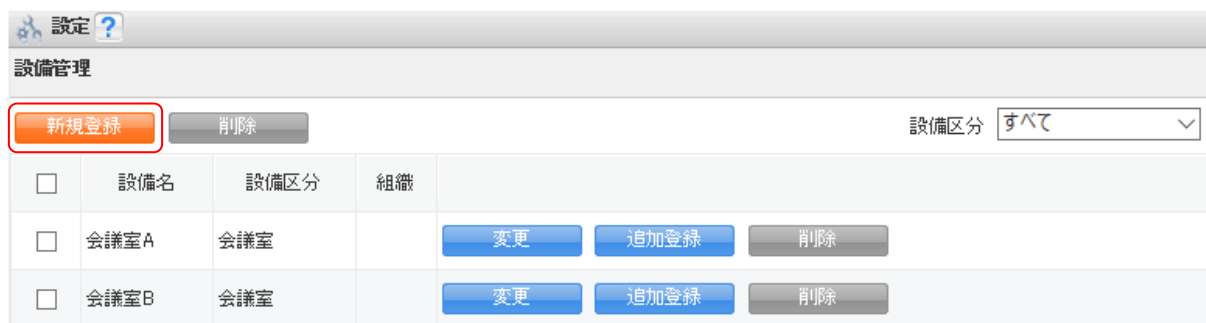 設定 ?
設備管理
新規登録 削除 設備区分 すべて
設備名 設備区分 組織
会議室A 会議室 変更 追加登録 削除
会議室B 会議室 変更 追加登録 削除